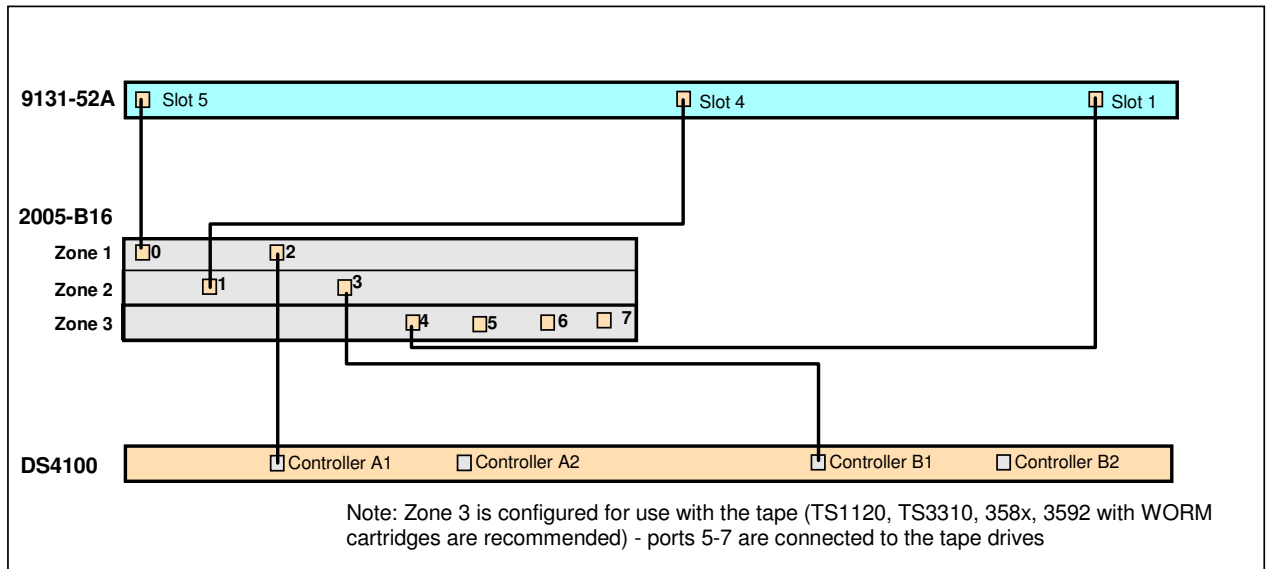 9131-52A
Slot 5
Slot 4
Slot 1
2005-B16
Zone 1
0
2
Zone 2
1
3
Zone 3
4
5
6
7
DS4100
Controller A1
Controller A2
Controller B1
Controller B2
Note: Zone 3 is configured for use with the tape (TS1120, TS3310, 358x, 3592 with WORM
cartridges are recommended) - ports 5-7 are connected to the tape drives